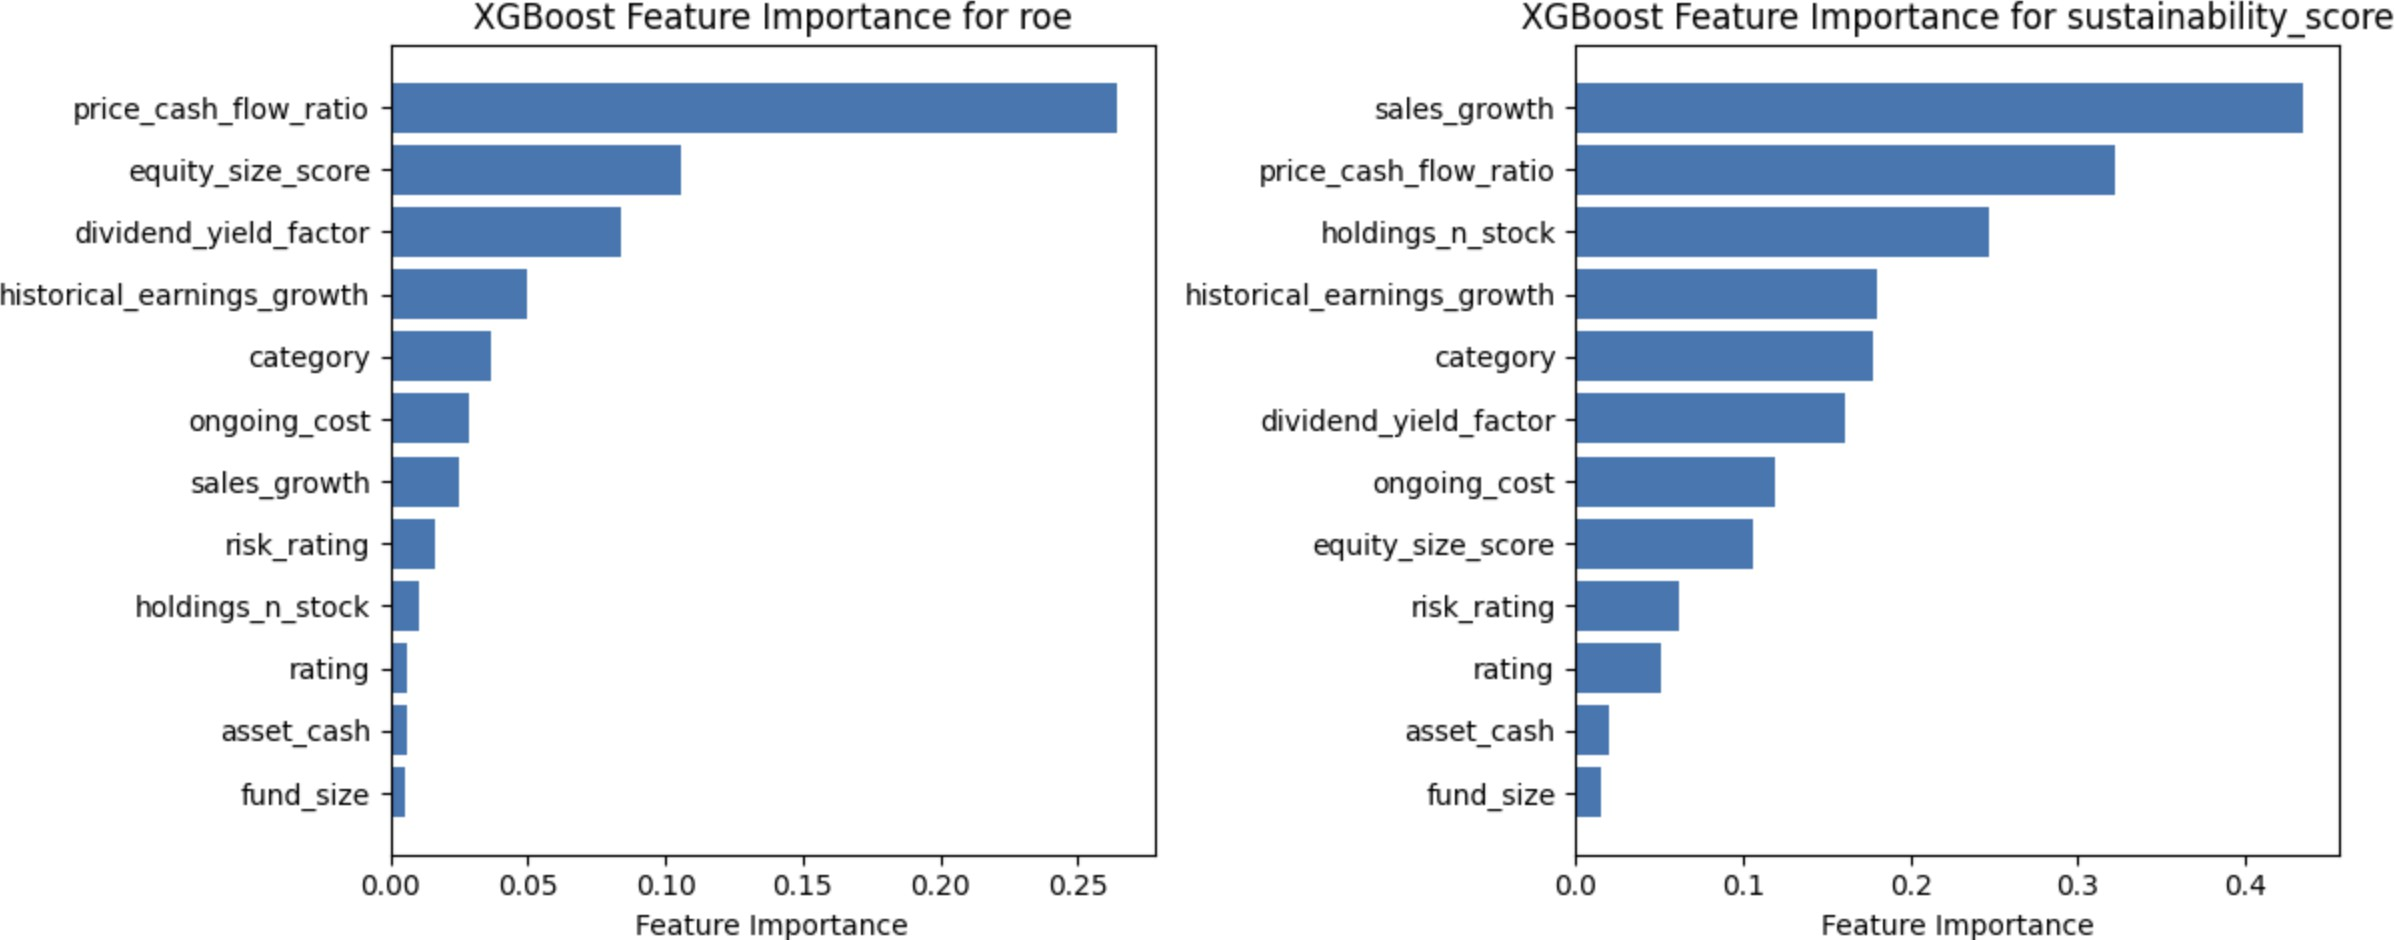 XGBoost Feature Importance for roe
price_cash_flow_ratio
equity_size_score
dividend_yield_factor
historical_earnings_growth
category
ongoing_cost
sales_growth
risk_rating
holdings_n_stock
rating
asset_cash
fund_size
0.00 0.05 0.10 0.15 0.20 0.25
Feature Importance
XGBoost Feature Importance for sustainability_score
sales_growth
price_cash_flow_ratio
holdings_n_stock
historical_earnings_growth
category
dividend_yield_factor
ongoing_cost
equity_size_score
risk_rating
rating
asset_cash
fund_size
0.0 0.1 0.2 0.3 0.4
Feature Importance